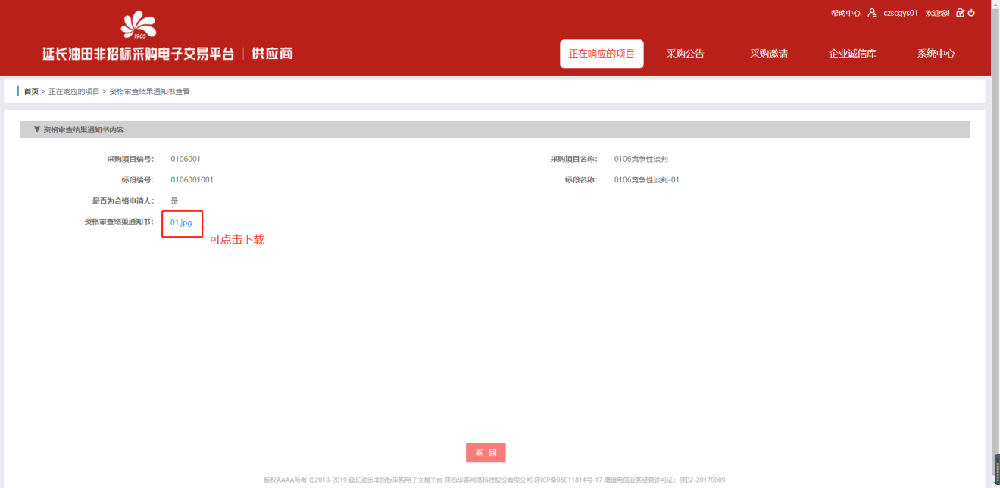 帮助中心 czscgys01 欢迎您!
1905
延长油田非招标采购电子交易平台 | 供应商
正在响应的项目 采购公告 采购邀请 企业诚信库 系统中心
首页 > 正在响应的项目 > 资格审查结果通知书查看
资格审查结果通知书内容
采购项目编号： 0106001 采购项目名称： 0106竞争性谈判
标段编号： 0106001001 标段名称： 0106竞争性谈判-01
是否为合格申请人： 是
资格审查结果通知书： 01.jpg
可点击下载
返 回
版权AAAA所有 ©2018-2019 延长油田非招标采购电子交易平台 陕西华春网络科技股份有限公司 陕ICP备06011814号-17 增值电信业务经营许可证：陕B2-20170009